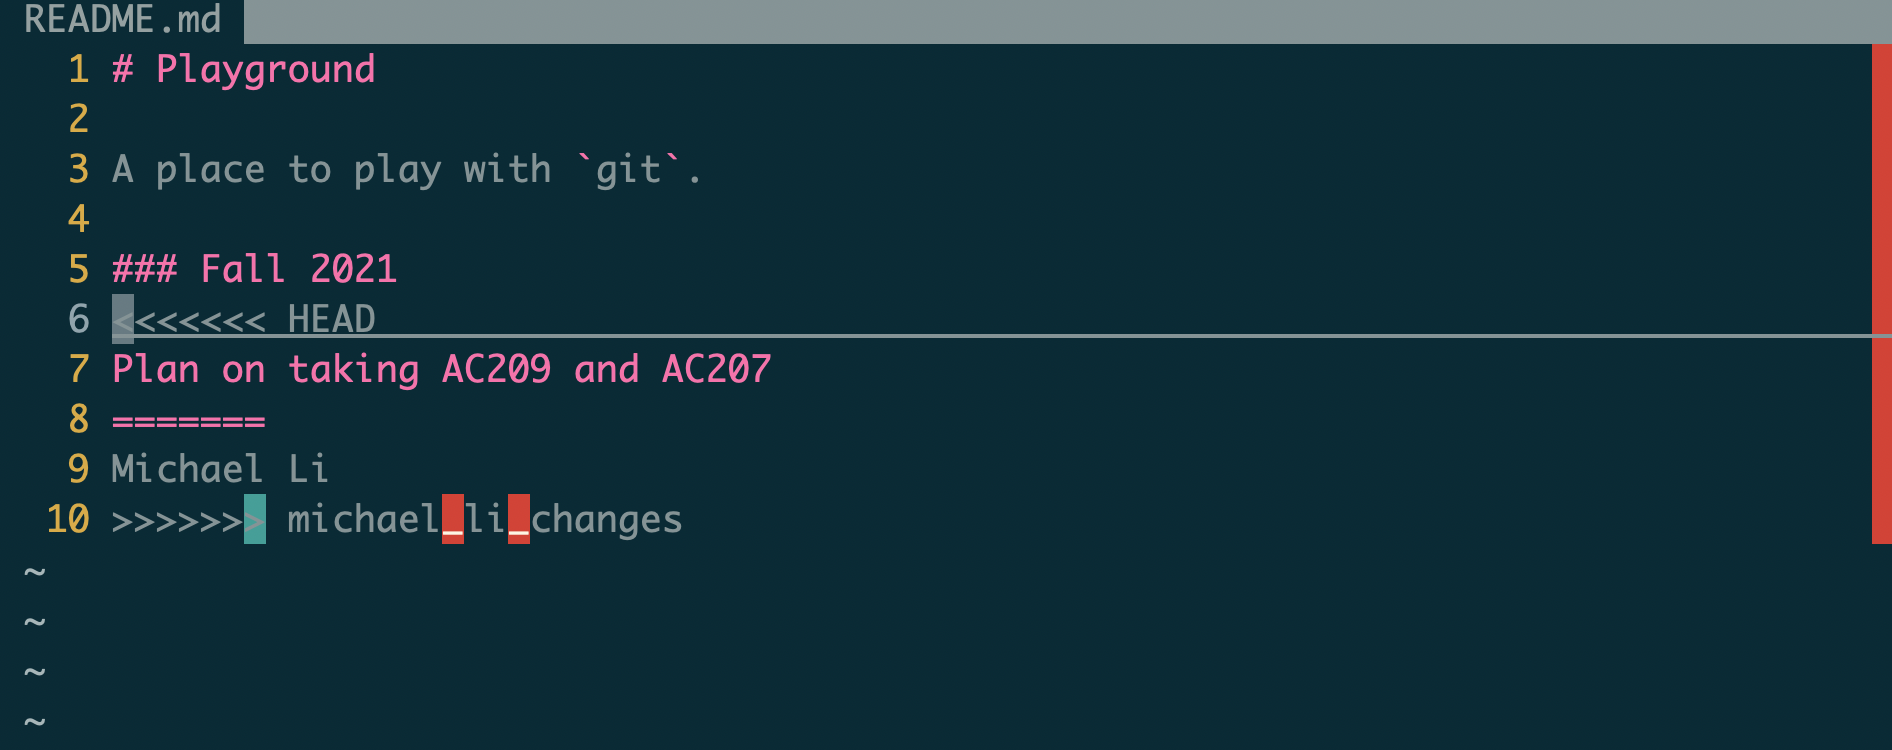 README.md
1 # Playground
2
3 A place to play with `git`.
4
5 ### Fall 2021
6 <<<<<<< HEAD
7 Plan on taking AC209 and AC207
8 =======
9 Michael Li
10 >>>>>>> michael_li_changes
~
~
~
~